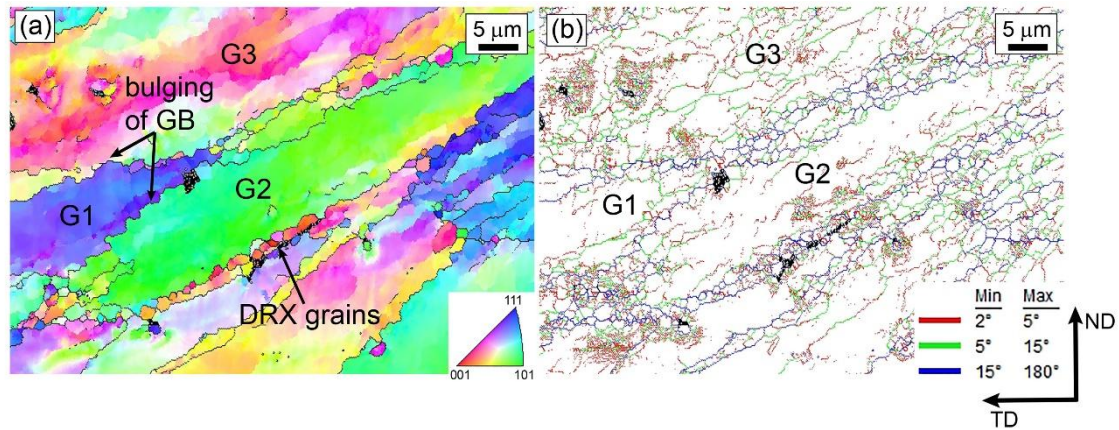 (a)
5 μm
G3
bulging
of GB
G1
G2
DRX grains
111
001
101
(b)
5 μm
G3
G2
G1
Min Max
2° 5°
5° 15°
15° 180°
ND
TD